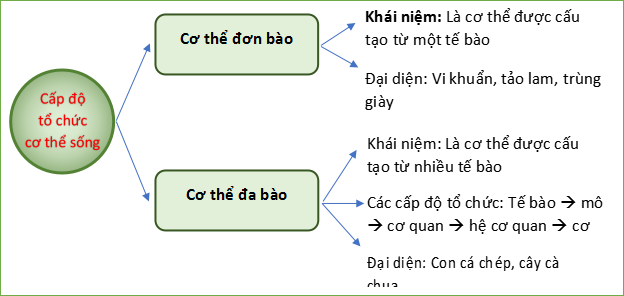 Cấp độ
tổ chức
cơ thể sống
Cơ thể đơn bào
Khái niệm: Là cơ thể được cấu
tạo từ một tế bào
Đại diện: Vi khuẩn, tảo lam, trùng
giày
Cơ thể đa bào
Khái niệm: Là cơ thể được cấu
tạo từ nhiều tế bào
Các cấp độ tổ chức: Tế bào → mô
→ cơ quan → hệ cơ quan → cơ
Đại diện: Con cá chép, cây cà
chua